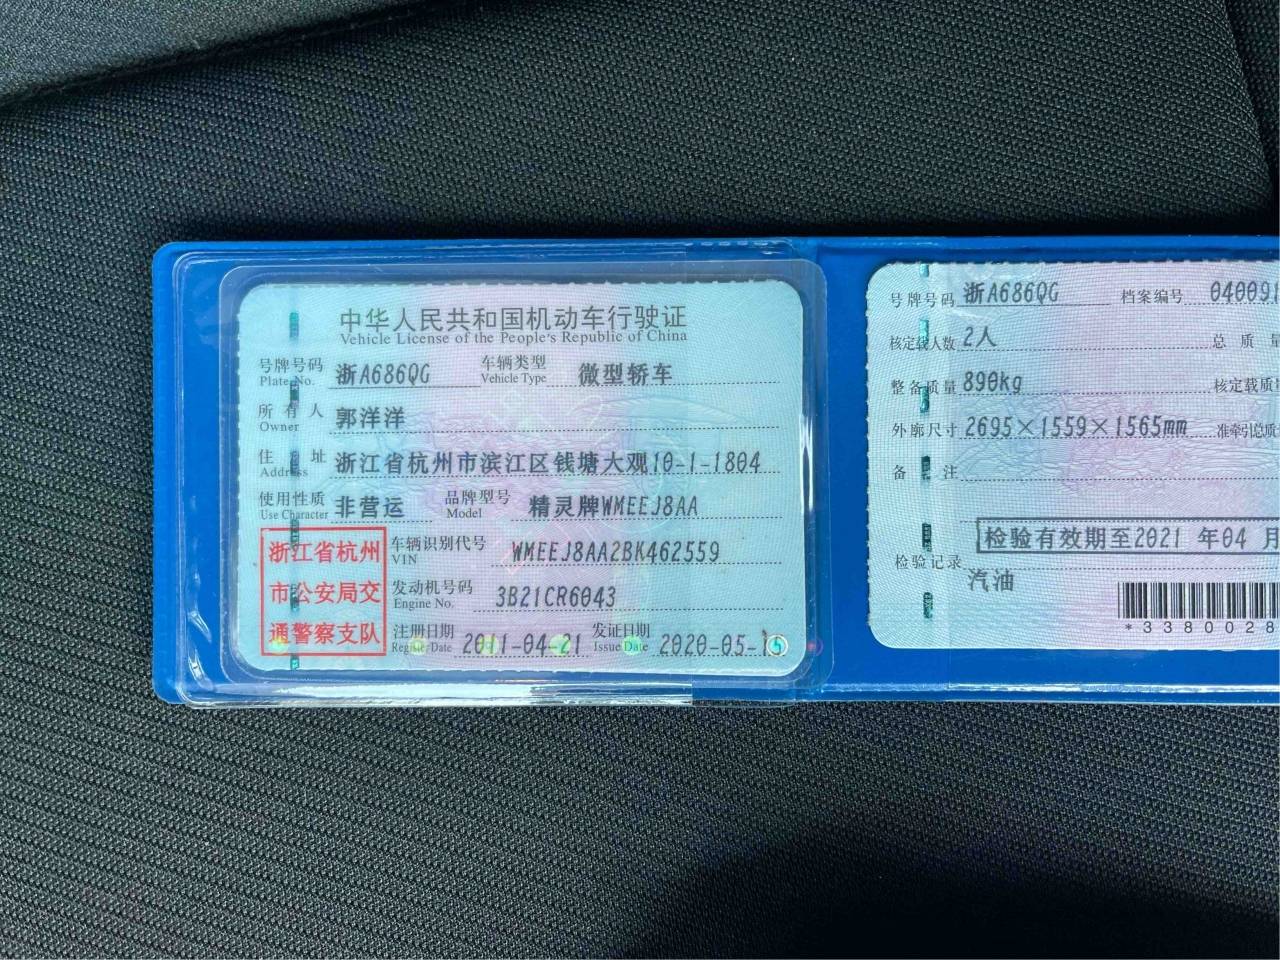 中华人民共和国机动车行驶证
Vehicle License of the People's Republic of China
号牌号码 浙A686QG 车辆类型 微型轿车
Plate No. Vehicle Type
所有人 郭洋洋
Owner
住址 浙江省杭州市滨江区钱塘大观10-1-1804
Address
使用性质 非营运 品牌型号 精灵牌WMEEJ8AA
Use Character Model
浙江省杭州
市公安局交
通警察支队
车辆识别代号 WMEEJ8AA2BK462559
VIN
发动机号码 3B21CR6043
Engine No.
注册日期 2011-04-21 发证日期 2020-05-15
Register Date Issue Date
号牌号码 浙A686QG 档案编号 04009
核定载人数 2人 总质量
整备质量 890kg 核定载质
外廓尺寸 2695×1559×1565mm 准牵引总质
备注
检验有效期至2021 年04 月
检验记录
汽油
*3380028